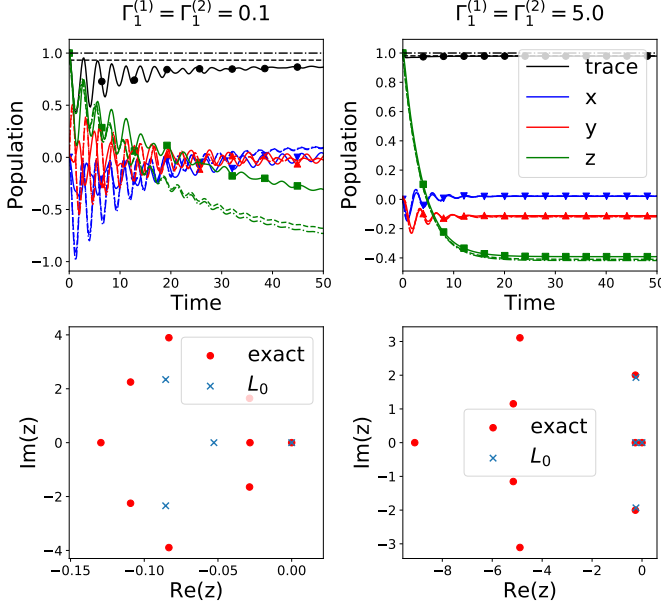 Γ₁⁽¹⁾ = Γ₁⁽²⁾ = 0.1
Γ₁⁽¹⁾ = Γ₁⁽²⁾ = 5.0
Population
1.0
0.5
0.0
−0.5
−1.0
0
10
20
30
40
50
Time
Population
1.0
0.8
0.6
0.4
0.2
0.0
−0.2
−0.4
0
10
20
30
40
50
Time
trace
x
y
z
Im(z)
4
2
0
−2
−4
−0.15
−0.10
−0.05
0.00
Re(z)
exact
L₀
Im(z)
3
2
1
0
−1
−2
−3
−8
−6
−4
−2
0
Re(z)
exact
L₀